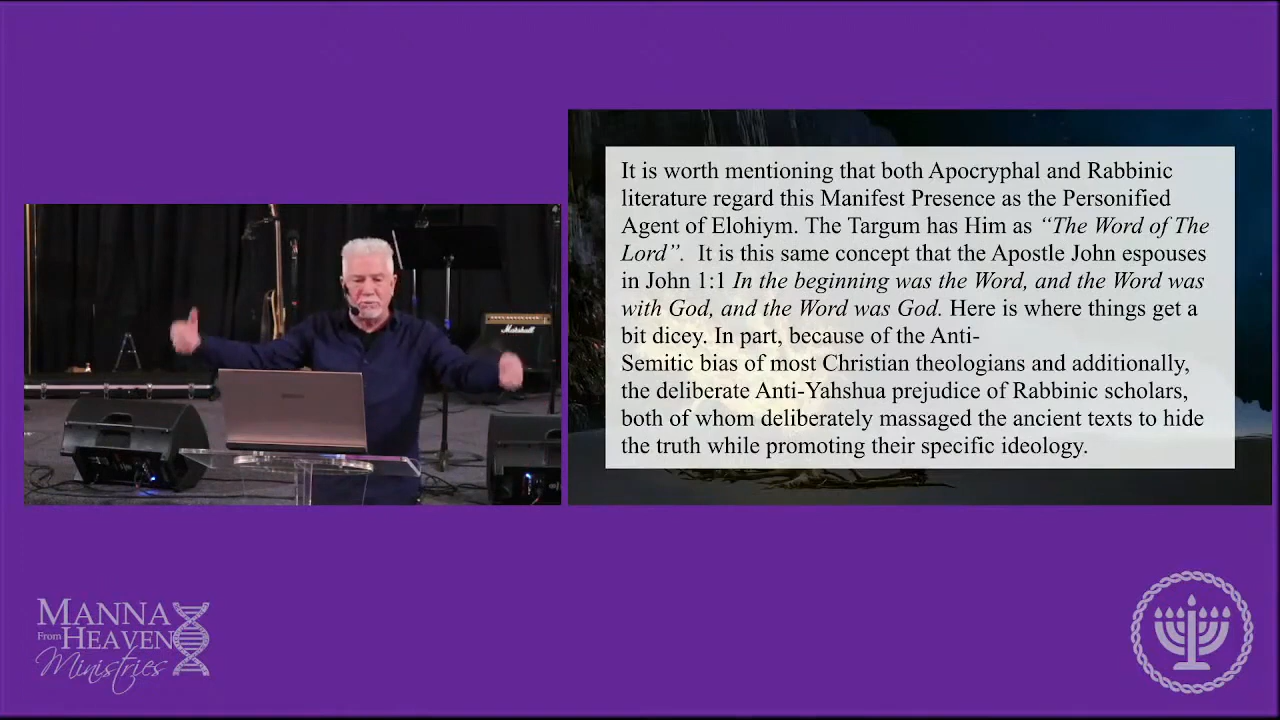 It is worth mentioning that both Apocryphal and Rabbinic
literature regard this Manifest Presence as the Personified
Agent of Elohiym. The Targum has Him as “The Word of The
Lord”. It is this same concept that the Apostle John espouses
in John 1:1 In the beginning was the Word, and the Word was
with God, and the Word was God. Here is where things get a
bit dicey. In part, because of the Anti-
Semitic bias of most Christian theologians and additionally,
the deliberate Anti-Yahshua prejudice of Rabbinic scholars,
both of whom deliberately massaged the ancient texts to hide
the truth while promoting their specific ideology.
Marshall
MANNA
From HEAVEN
Ministries